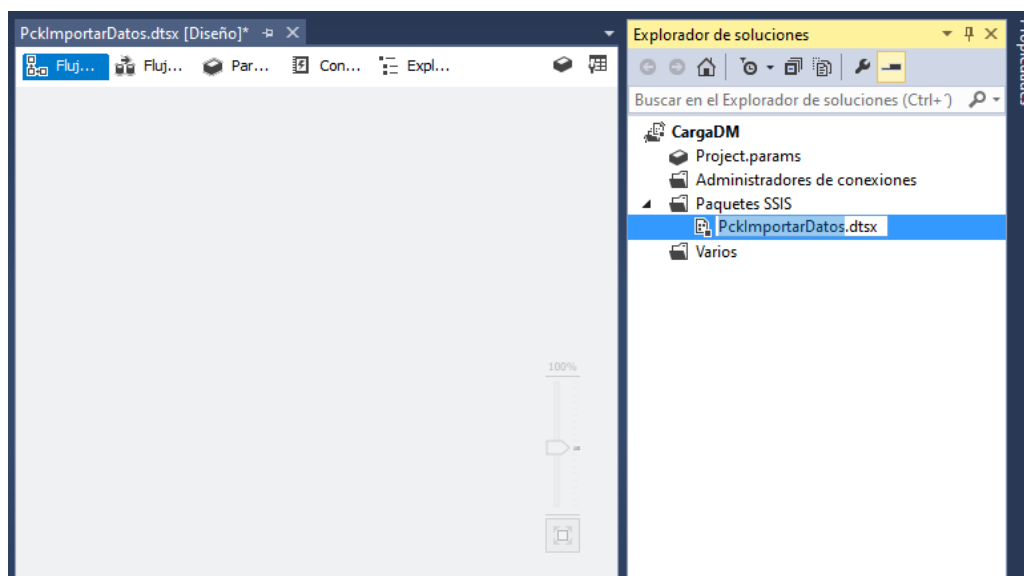 PckImportarDatos.dtsx [Diseño]*
Fluj... Fluj... Par... Con... Expl...
100%
Explorador de soluciones
Buscar en el Explorador de soluciones (Ctrl+´)
CargaDM
Project.params
Administradores de conexiones
Paquetes SSIS
PckImportarDatos.dtsx
Varios
Propiedades